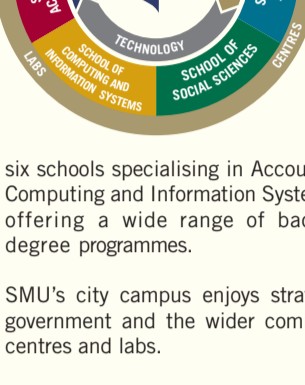 TECHNOLOGY
SCHOOL OF
COMPUTING AND
INFORMATION SYSTEMS
SCHOOL OF
SOCIAL SCIENCES
LABS
CENTRES
six schools specialising in Accou
Computing and Information Syste
offering a wide range of bac
degree programmes.
SMU's city campus enjoys stra
government and the wider com
centres and labs.